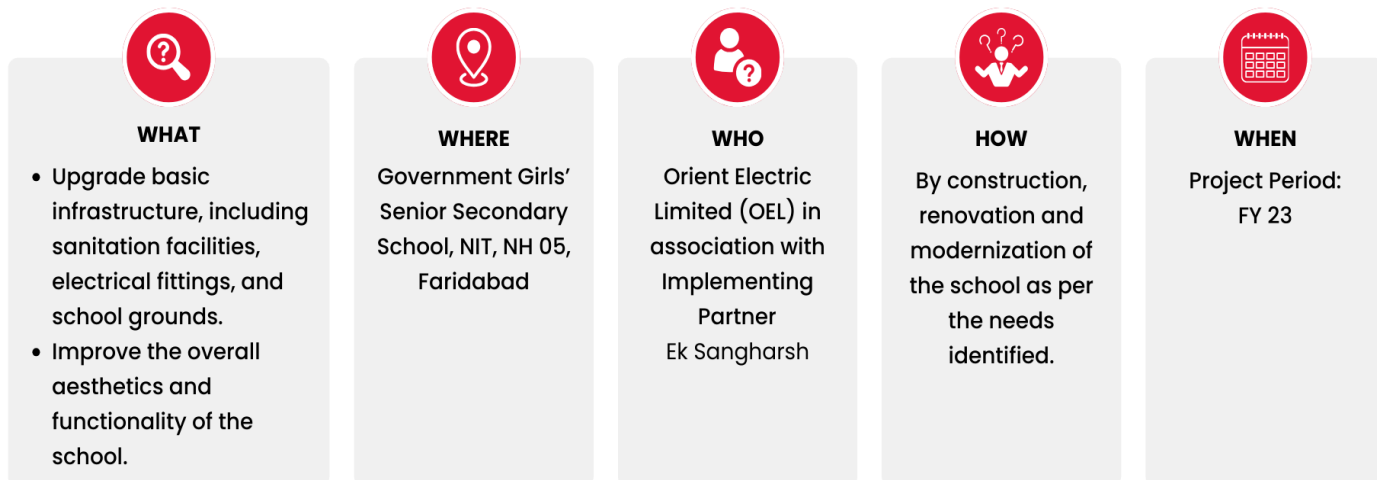 WHAT
• Upgrade basic
infrastructure, including
sanitation facilities,
electrical fittings, and
school grounds.
• Improve the overall
aesthetics and
functionality of the
school.
WHERE
Government Girls’
Senior Secondary
School, NIT, NH 05,
Faridabad
WHO
Orient Electric
Limited (OEL) in
association with
Implementing
Partner
Ek Sangharsh
HOW
By construction,
renovation and
modernization of
the school as per
the needs
identified.
WHEN
Project Period:
FY 23